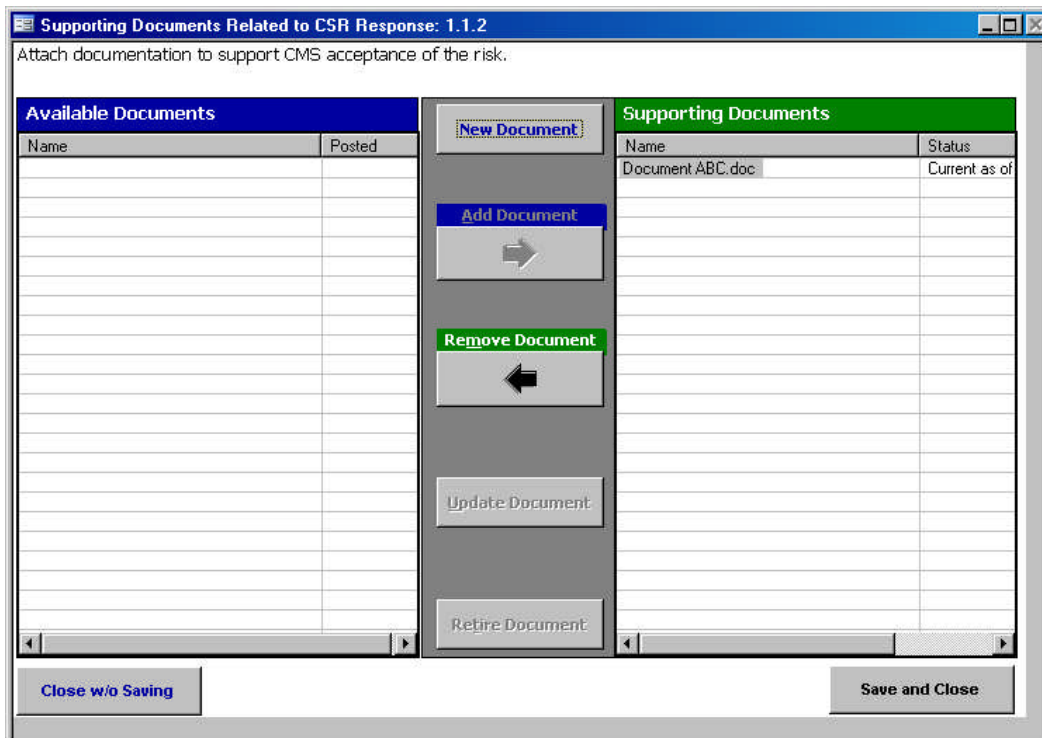 Supporting Documents Related to CSR Response: 1.1.2
Attach documentation to support CMS acceptance of the risk.
Available Documents
Name Posted
New Document
Add Document
Remove Document
Update Document
Retire Document
Supporting Documents
Name Status
Document ABC.doc Current as of
Close w/o Saving
Save and Close